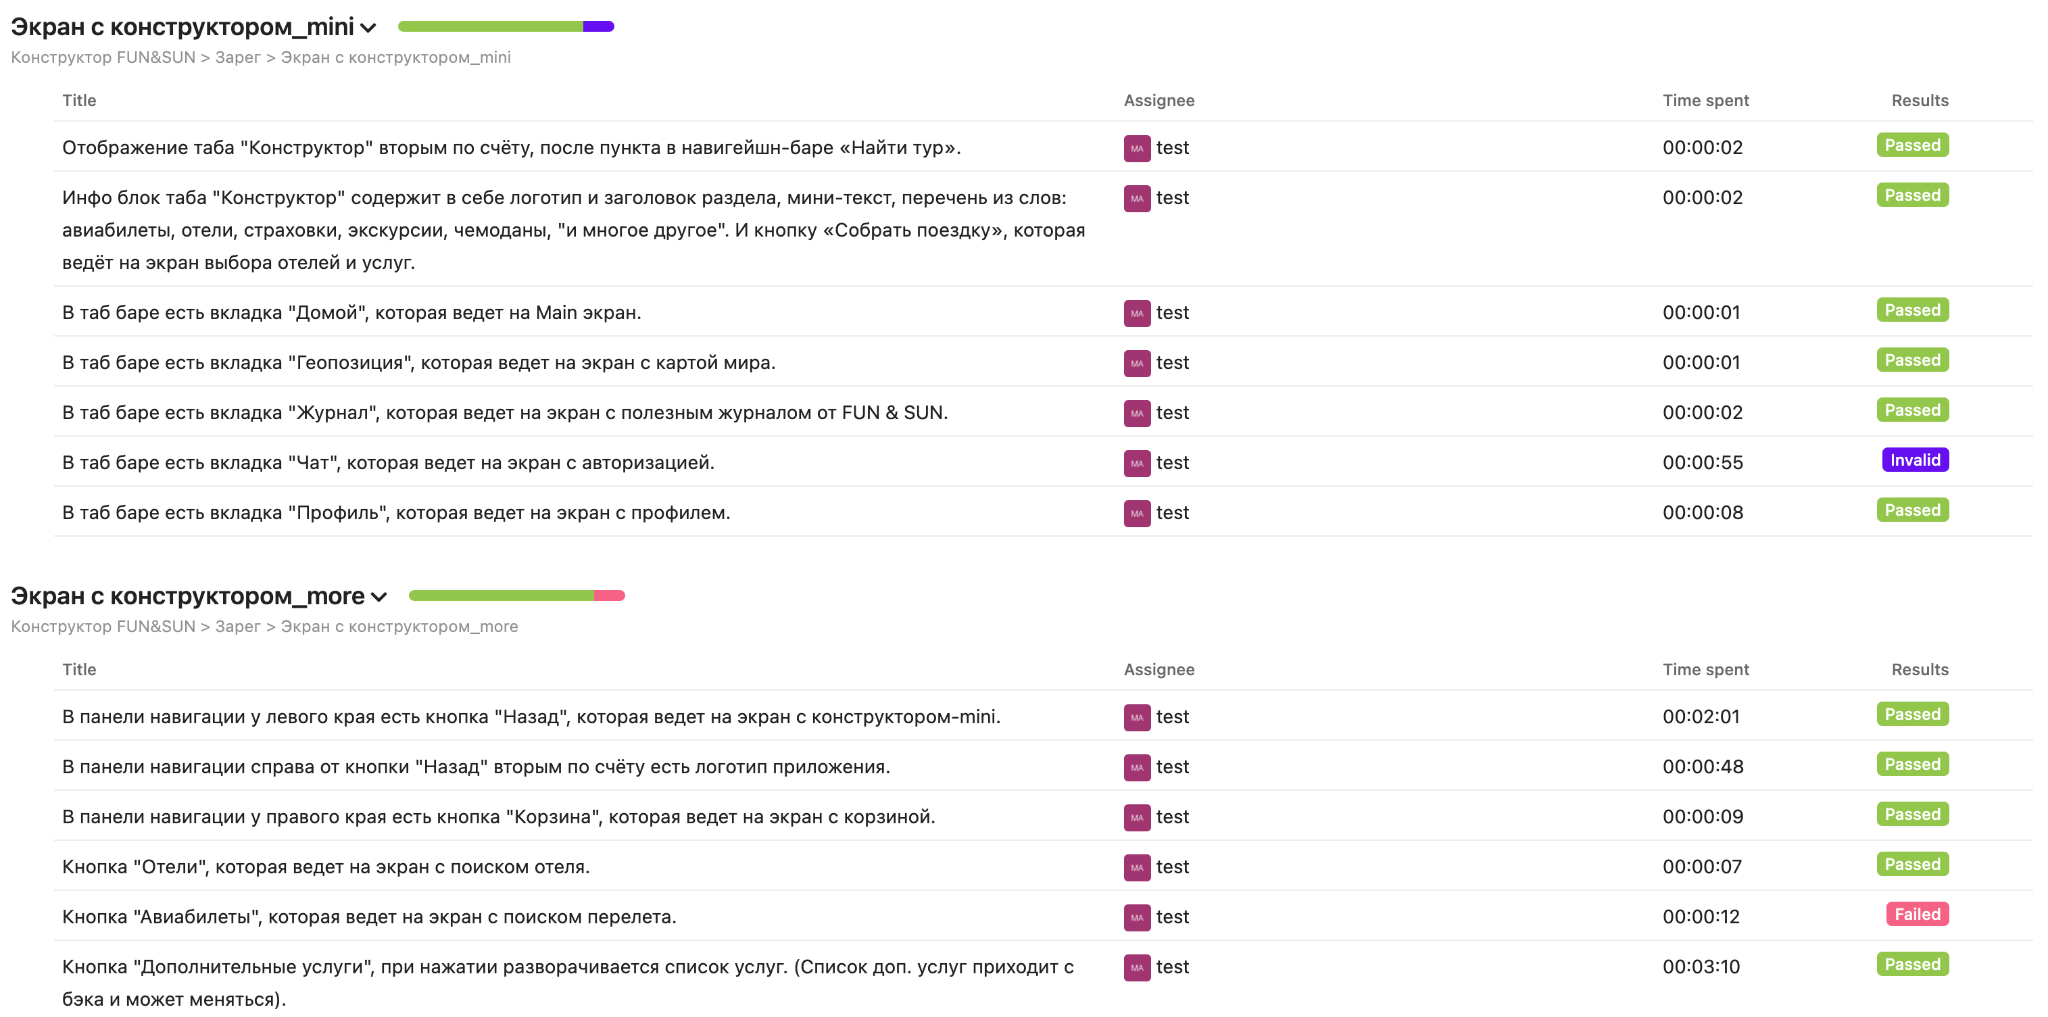 Экран с конструктором_mini
Конструктор FUN&SUN > Зарег > Экран с конструктором_mini
Title Assignee Time spent Results
Отображение таба "Конструктор" вторым по счёту, после пункта в навигейшн-баре «Найти тур». MA test 00:00:02 Passed
Инфо блок таба "Конструктор" содержит в себе логотип и заголовок раздела, мини-текст, перечень из слов: MA test 00:00:02 Passed
авиабилеты, отели, страховки, экскурсии, чемоданы, "и многое другое". И кнопку «Собрать поездку», которая
ведёт на экран выбора отелей и услуг.
В таб баре есть вкладка "Домой", которая ведет на Main экран. MA test 00:00:01 Passed
В таб баре есть вкладка "Геопозиция", которая ведет на экран с картой мира. MA test 00:00:01 Passed
В таб баре есть вкладка "Журнал", которая ведет на экран с полезным журналом от FUN & SUN. MA test 00:00:02 Passed
В таб баре есть вкладка "Чат", которая ведет на экран с авторизацией. MA test 00:00:55 Invalid
В таб баре есть вкладка "Профиль", которая ведет на экран с профилем. MA test 00:00:08 Passed
Экран с конструктором_more
Конструктор FUN&SUN > Зарег > Экран с конструктором_more
Title Assignee Time spent Results
В панели навигации у левого края есть кнопка "Назад", которая ведет на экран с конструктором-mini. MA test 00:02:01 Passed
В панели навигации справа от кнопки "Назад" вторым по счёту есть логотип приложения. MA test 00:00:48 Passed
В панели навигации у правого края есть кнопка "Корзина", которая ведет на экран с корзиной. MA test 00:00:09 Passed
Кнопка "Отели", которая ведет на экран с поиском отеля. MA test 00:00:07 Passed
Кнопка "Авиабилеты", которая ведет на экран с поиском перелета. MA test 00:00:12 Failed
Кнопка "Дополнительные услуги", при нажатии разворачивается список услуг. (Список доп. услуг приходит с MA test 00:03:10 Passed
бэка и может меняться).